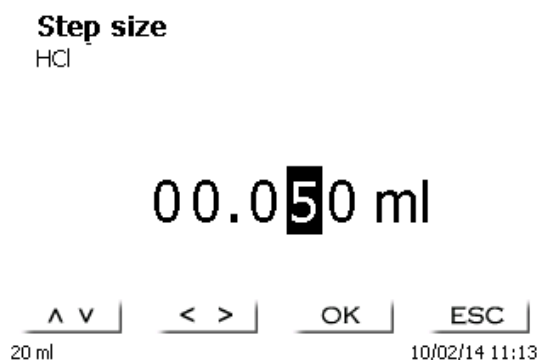 Step size
HCl
00.050 ml
∧ ∨ < > OK ESC
20 ml 10/02/14 11:13